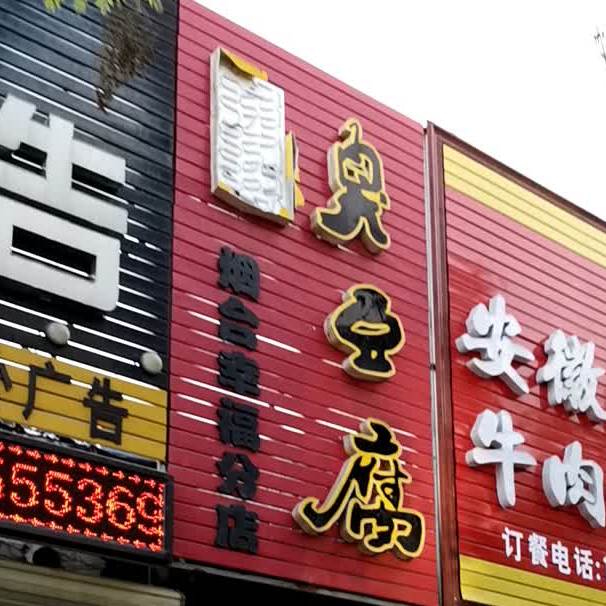 告
广告
55369
臭豆腐
烟台幸福分店
安徽
牛肉
订餐电话: